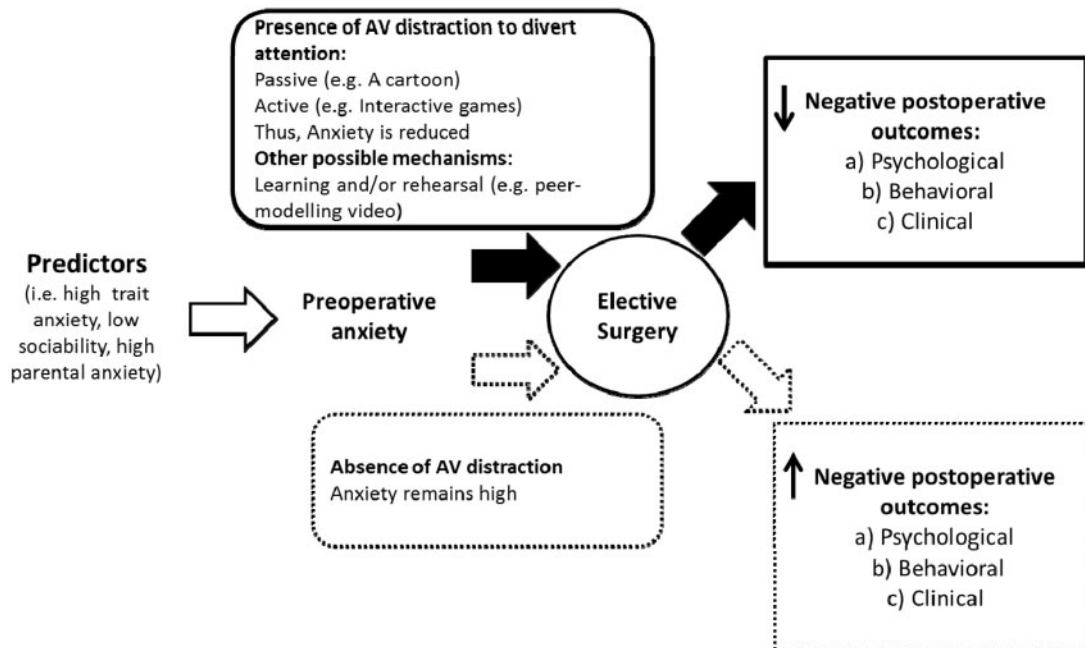 Presence of AV distraction to divert
attention:
Passive (e.g. A cartoon)
Active (e.g. Interactive games)
Thus, Anxiety is reduced
Other possible mechanisms:
Learning and/or rehearsal (e.g. peer-
modelling video)
Negative postoperative
outcomes:
a) Psychological
b) Behavioral
c) Clinical
Predictors
(i.e. high trait
anxiety, low
sociability, high
parental anxiety)
Preoperative
anxiety
Elective
Surgery
Absence of AV distraction
Anxiety remains high
Negative postoperative
outcomes:
a) Psychological
b) Behavioral
c) Clinical